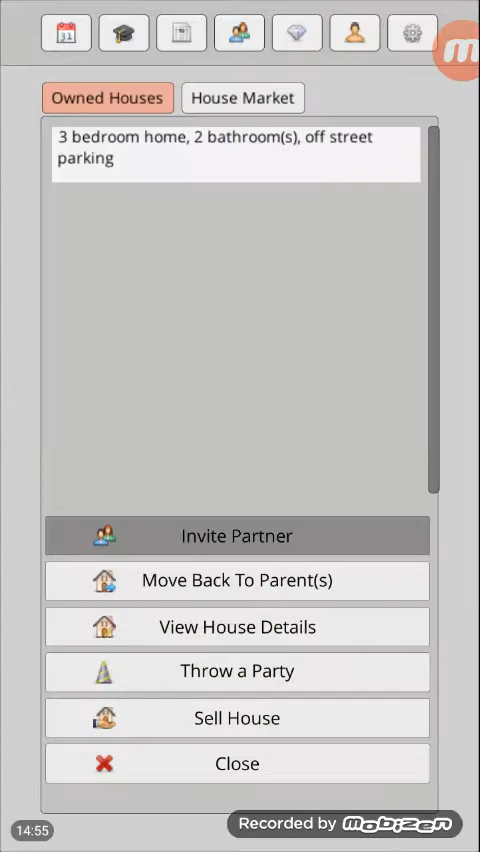 31
Owned Houses
House Market
3 bedroom home, 2 bathroom(s), off street
parking
Invite Partner
Move Back To Parent(s)
View House Details
Throw a Party
Sell House
Close
14:55
Recorded by mobizen